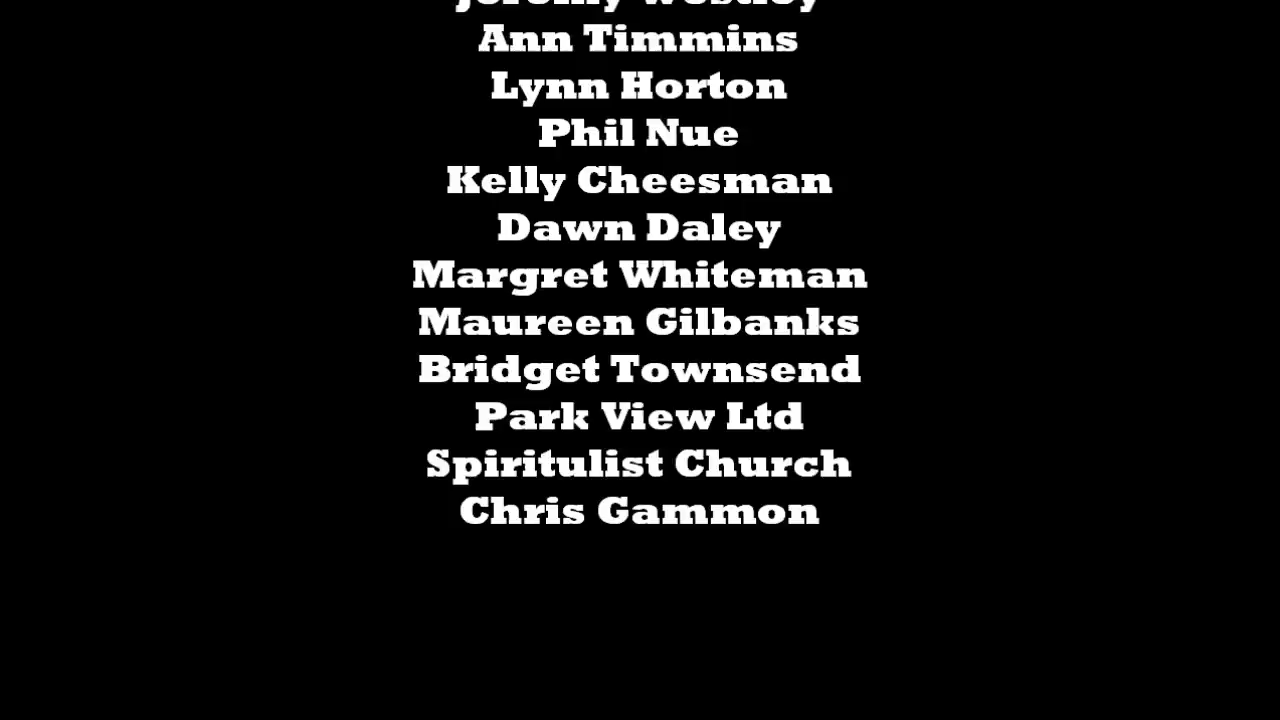 Jeremy Westley
Ann Timmins
Lynn Horton
Phil Nue
Kelly Cheesman
Dawn Daley
Margret Whiteman
Maureen Gilbanks
Bridget Townsend
Park View Ltd
Spiritulist Church
Chris Gammon